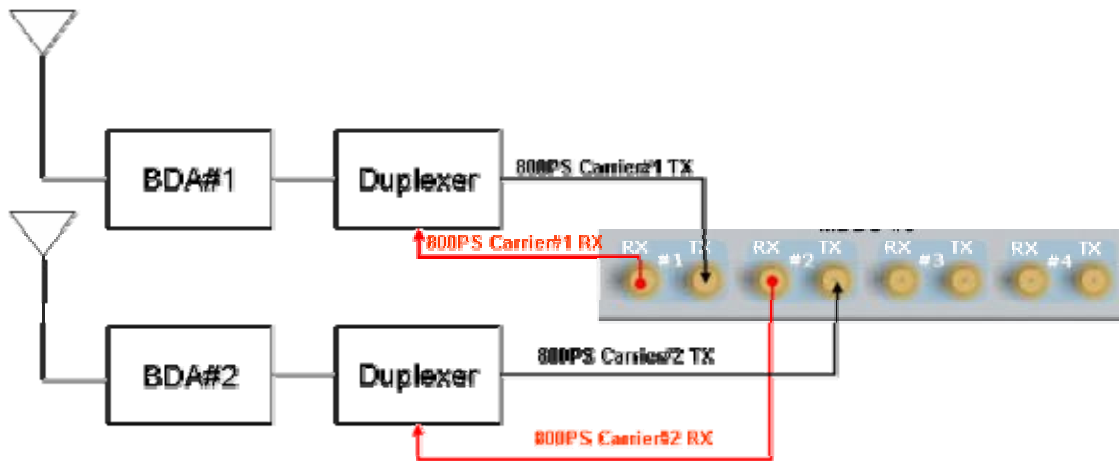 800PS Carrier#1 TX
BDA#1
Duplexer
800PS Carrier#1 RX
RX TX RX TX RX TX RX TX
#1 #2 #3 #4
800PS Carrier#2 TX
BDA#2
Duplexer
800PS Carrier#2 RX